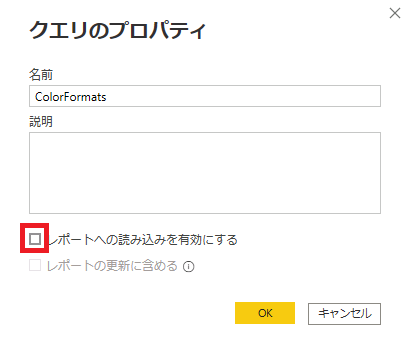 クエリのプロパティ
名前
ColorFormats
説明
レポートへの読み込みを有効にする
レポートの更新に含める
OK
キャンセル